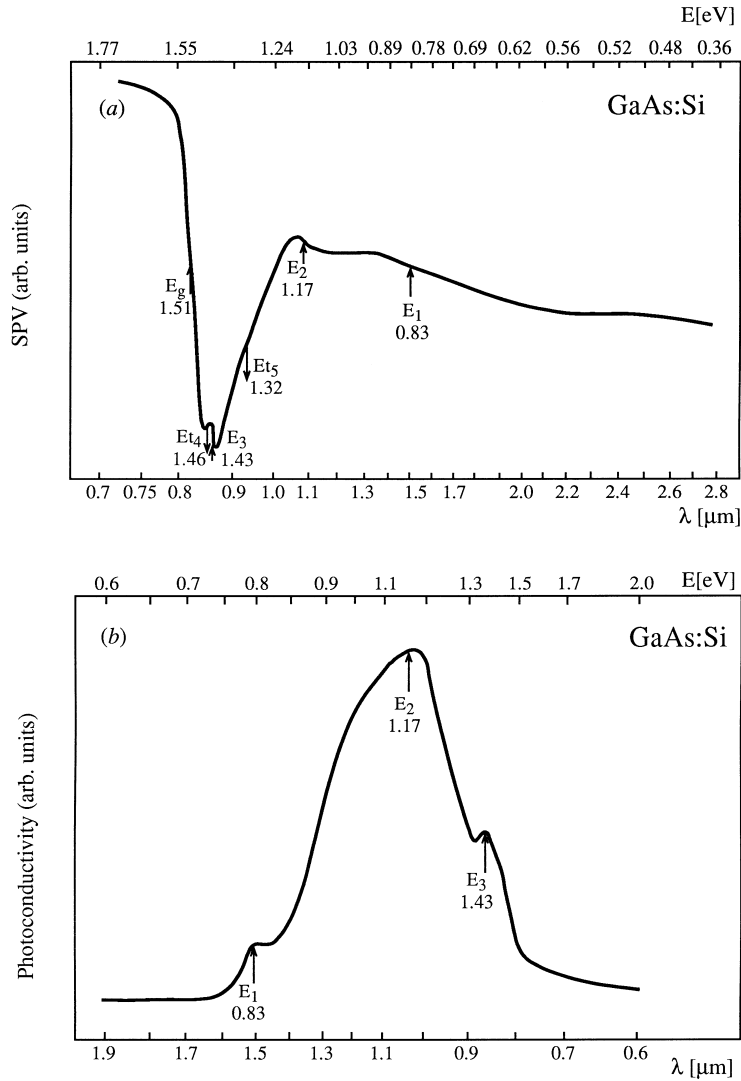 E[eV]
1.77 1.55 1.24 1.03 0.89 0.78 0.69 0.62 0.56 0.52 0.48 0.36
(a)
GaAs:Si
SPV (arb. units)
Eg
1.51
E2
1.17
E1
0.83
Et5
1.32
Et4
1.46
E3
1.43
0.7 0.75 0.8 0.9 1.0 1.1 1.3 1.5 1.7 2.0 2.2 2.4 2.6 2.8
λ [μm]
0.6 0.7 0.8 0.9 1.1 1.3 1.5 1.7 2.0 E[eV]
(b)
GaAs:Si
Photoconductivity (arb. units)
E2
1.17
E3
1.43
E1
0.83
1.9 1.7 1.5 1.3 1.1 0.9 0.7 0.6
λ [μm]